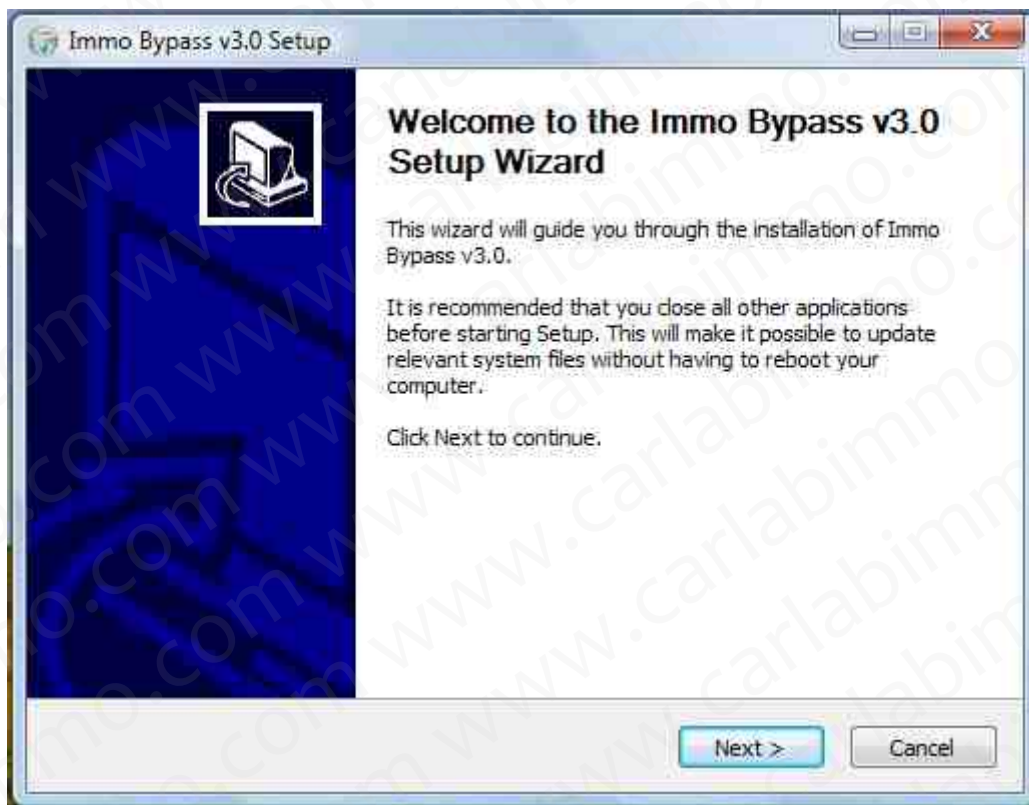 Immo Bypass v3.0 Setup
Welcome to the Immo Bypass v3.0
Setup Wizard
This wizard will guide you through the installation of Immo
Bypass v3.0.
It is recommended that you close all other applications
before starting Setup. This will make it possible to update
relevant system files without having to reboot your
computer.
Click Next to continue.
Next >
Cancel
www.carlabimmo.com